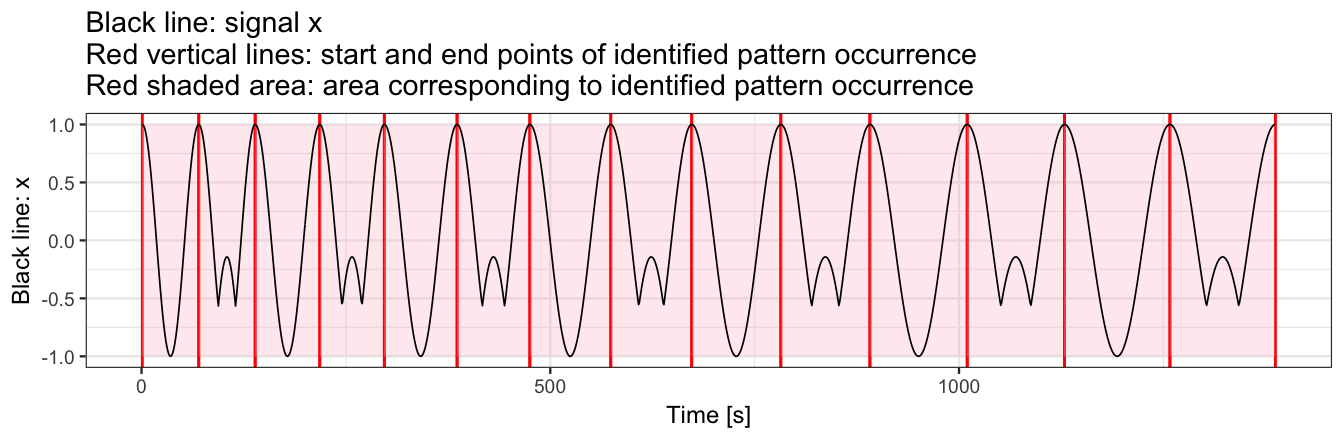 Black line: signal x
Red vertical lines: start and end points of identified pattern occurrence
Red shaded area: area corresponding to identified pattern occurrence
1.0
0.5
0.0
-0.5
-1.0
Black line: x
0 500 1000
Time [s]